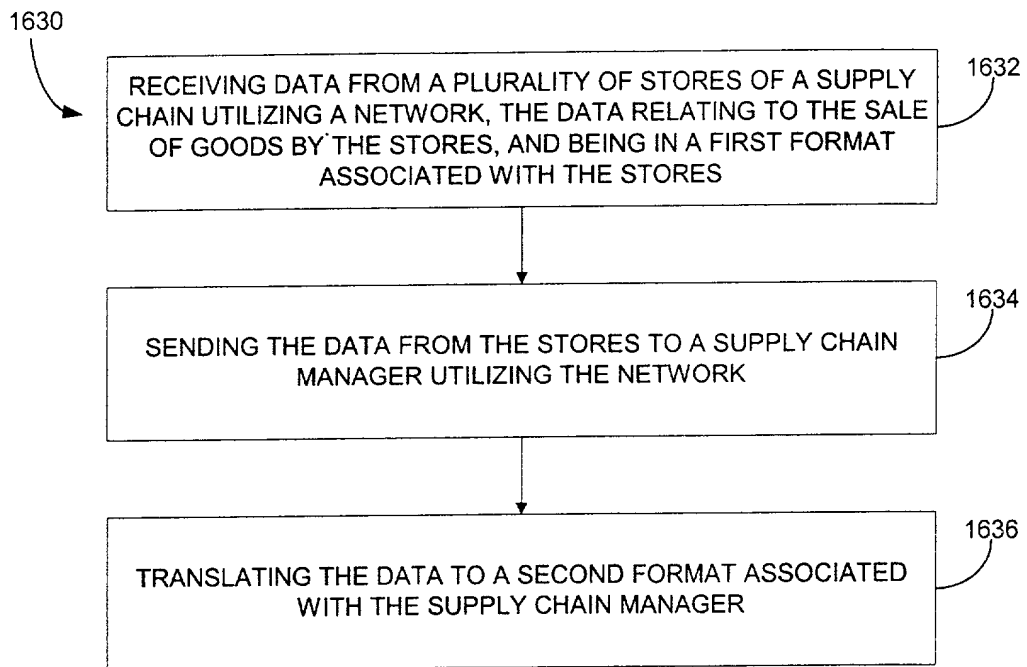 1630
RECEIVING DATA FROM A PLURALITY OF STORES OF A SUPPLY
CHAIN UTILIZING A NETWORK, THE DATA RELATING TO THE SALE
OF GOODS BY THE STORES, AND BEING IN A FIRST FORMAT
ASSOCIATED WITH THE STORES
1632
SENDING THE DATA FROM THE STORES TO A SUPPLY CHAIN
MANAGER UTILIZING THE NETWORK
1634
TRANSLATING THE DATA TO A SECOND FORMAT ASSOCIATED
WITH THE SUPPLY CHAIN MANAGER
1636